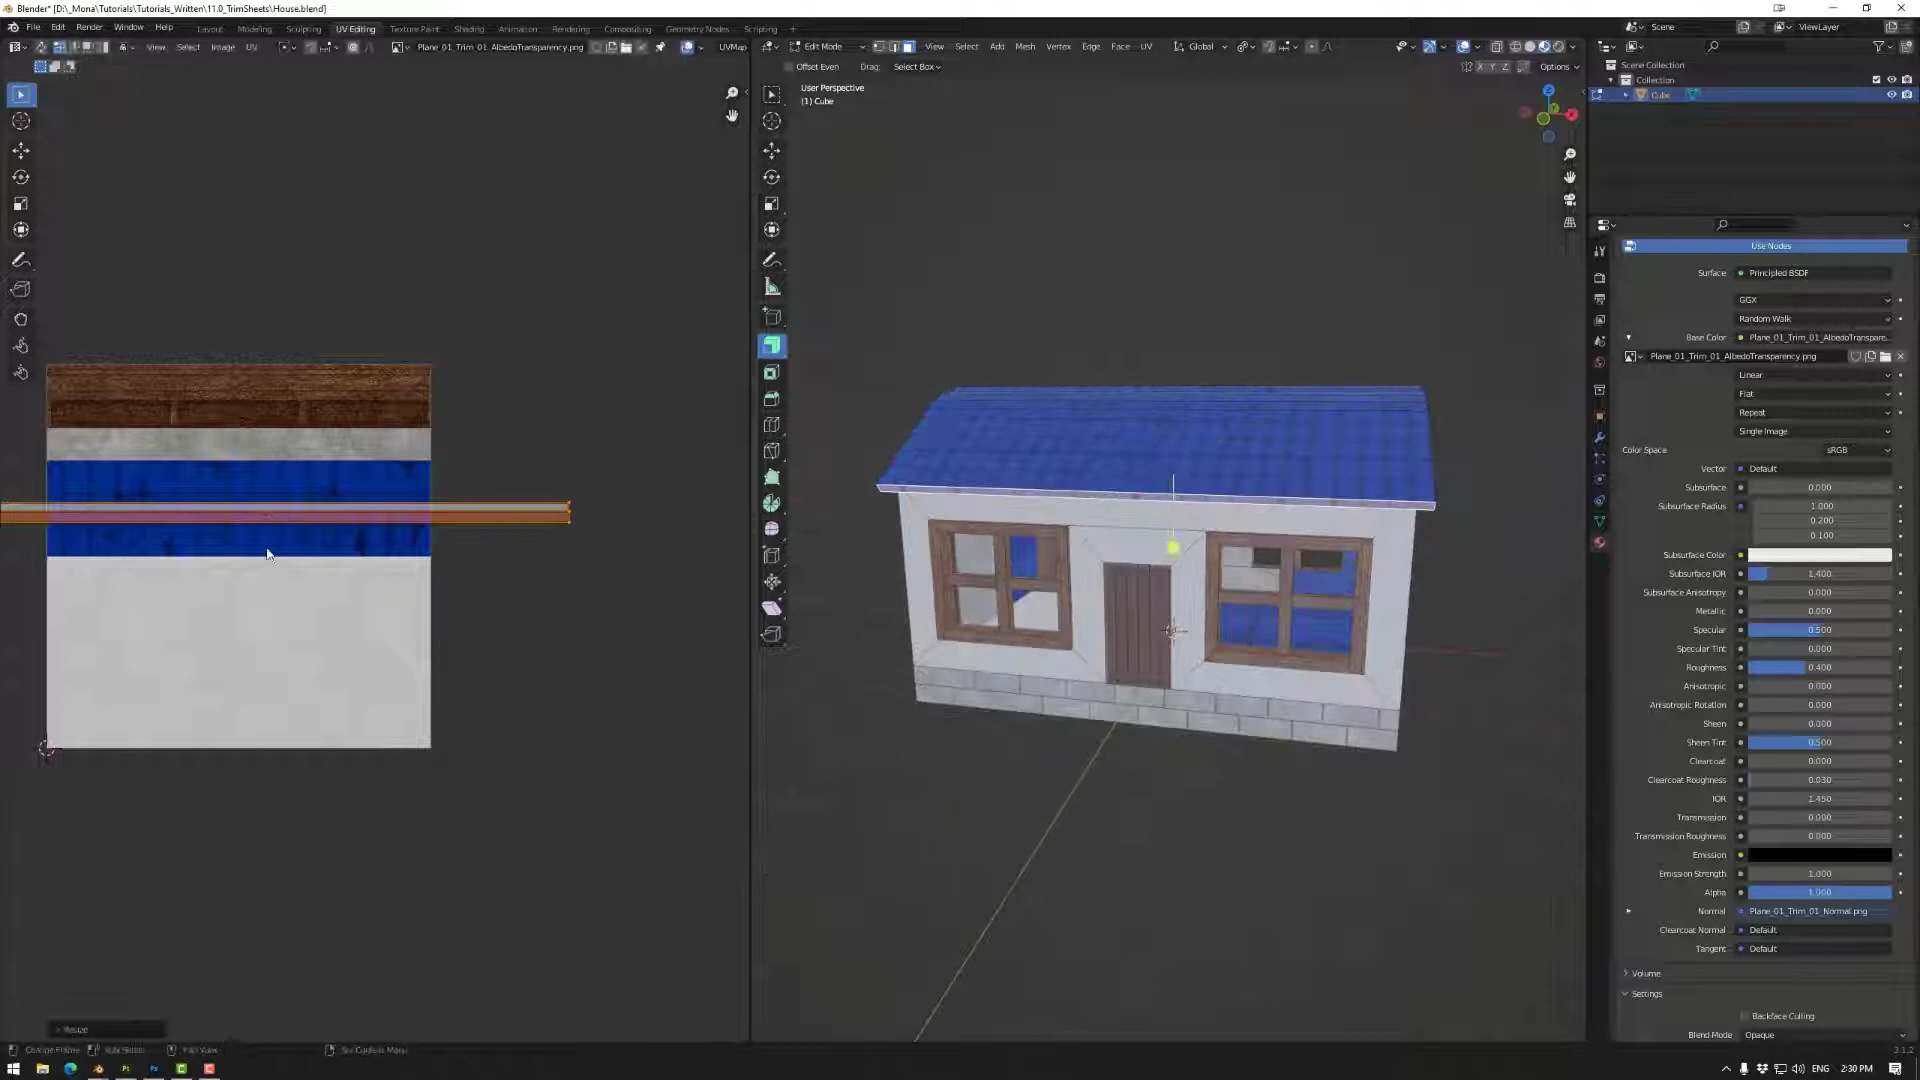 Blender* [D:\_Mona\Tutorials\Tutorials_Written\11.0_TrimSheets\House.blend]
File Edit Render Window Help Layout Modeling Sculpting UV Editing Texture Paint Shading Animation Rendering Compositing Geometry Nodes Scripting Scene ViewLayer
View Select Image UV Plane_01_Trim_01_AlbedoTransparency.png UVMap Edit Mode View Select Add Mesh Vertex Edge Face UV Global
Offset Even Drag: Select Box X Y Z Options
Scene Collection
Collection
Cube
User Perspective
(1) Cube
Use Nodes
Surface Principled BSDF
GGX
Random Walk
Base Color Plane_01_Trim_01_AlbedoTranspare...
Plane_01_Trim_01_AlbedoTransparency.png
Linear
Flat
Repeat
Single Image
Color Space sRGB
Vector Default
Subsurface 0.000
Subsurface Radius 1.000
0.200
0.100
Subsurface Color
Subsurface IOR 1.400
Subsurface Anisotropy 0.000
Metallic 0.000
Specular 0.500
Specular Tint 0.000
Roughness 0.400
Anisotropic 0.000
Anisotropic Rotation 0.000
Sheen 0.000
Sheen Tint 0.500
Clearcoat 0.000
Clearcoat Roughness 0.030
IOR 1.450
Transmission 0.000
Transmission Roughness 0.000
Emission
Emission Strength 1.000
Alpha 1.000
Normal Plane_01_Trim_01_Normal.png
Clearcoat Normal Default
Tangent Default
Volume
Settings
Backface Culling
Blend Mode Opaque
Resize
3.1.2
ENG 2:30 PM